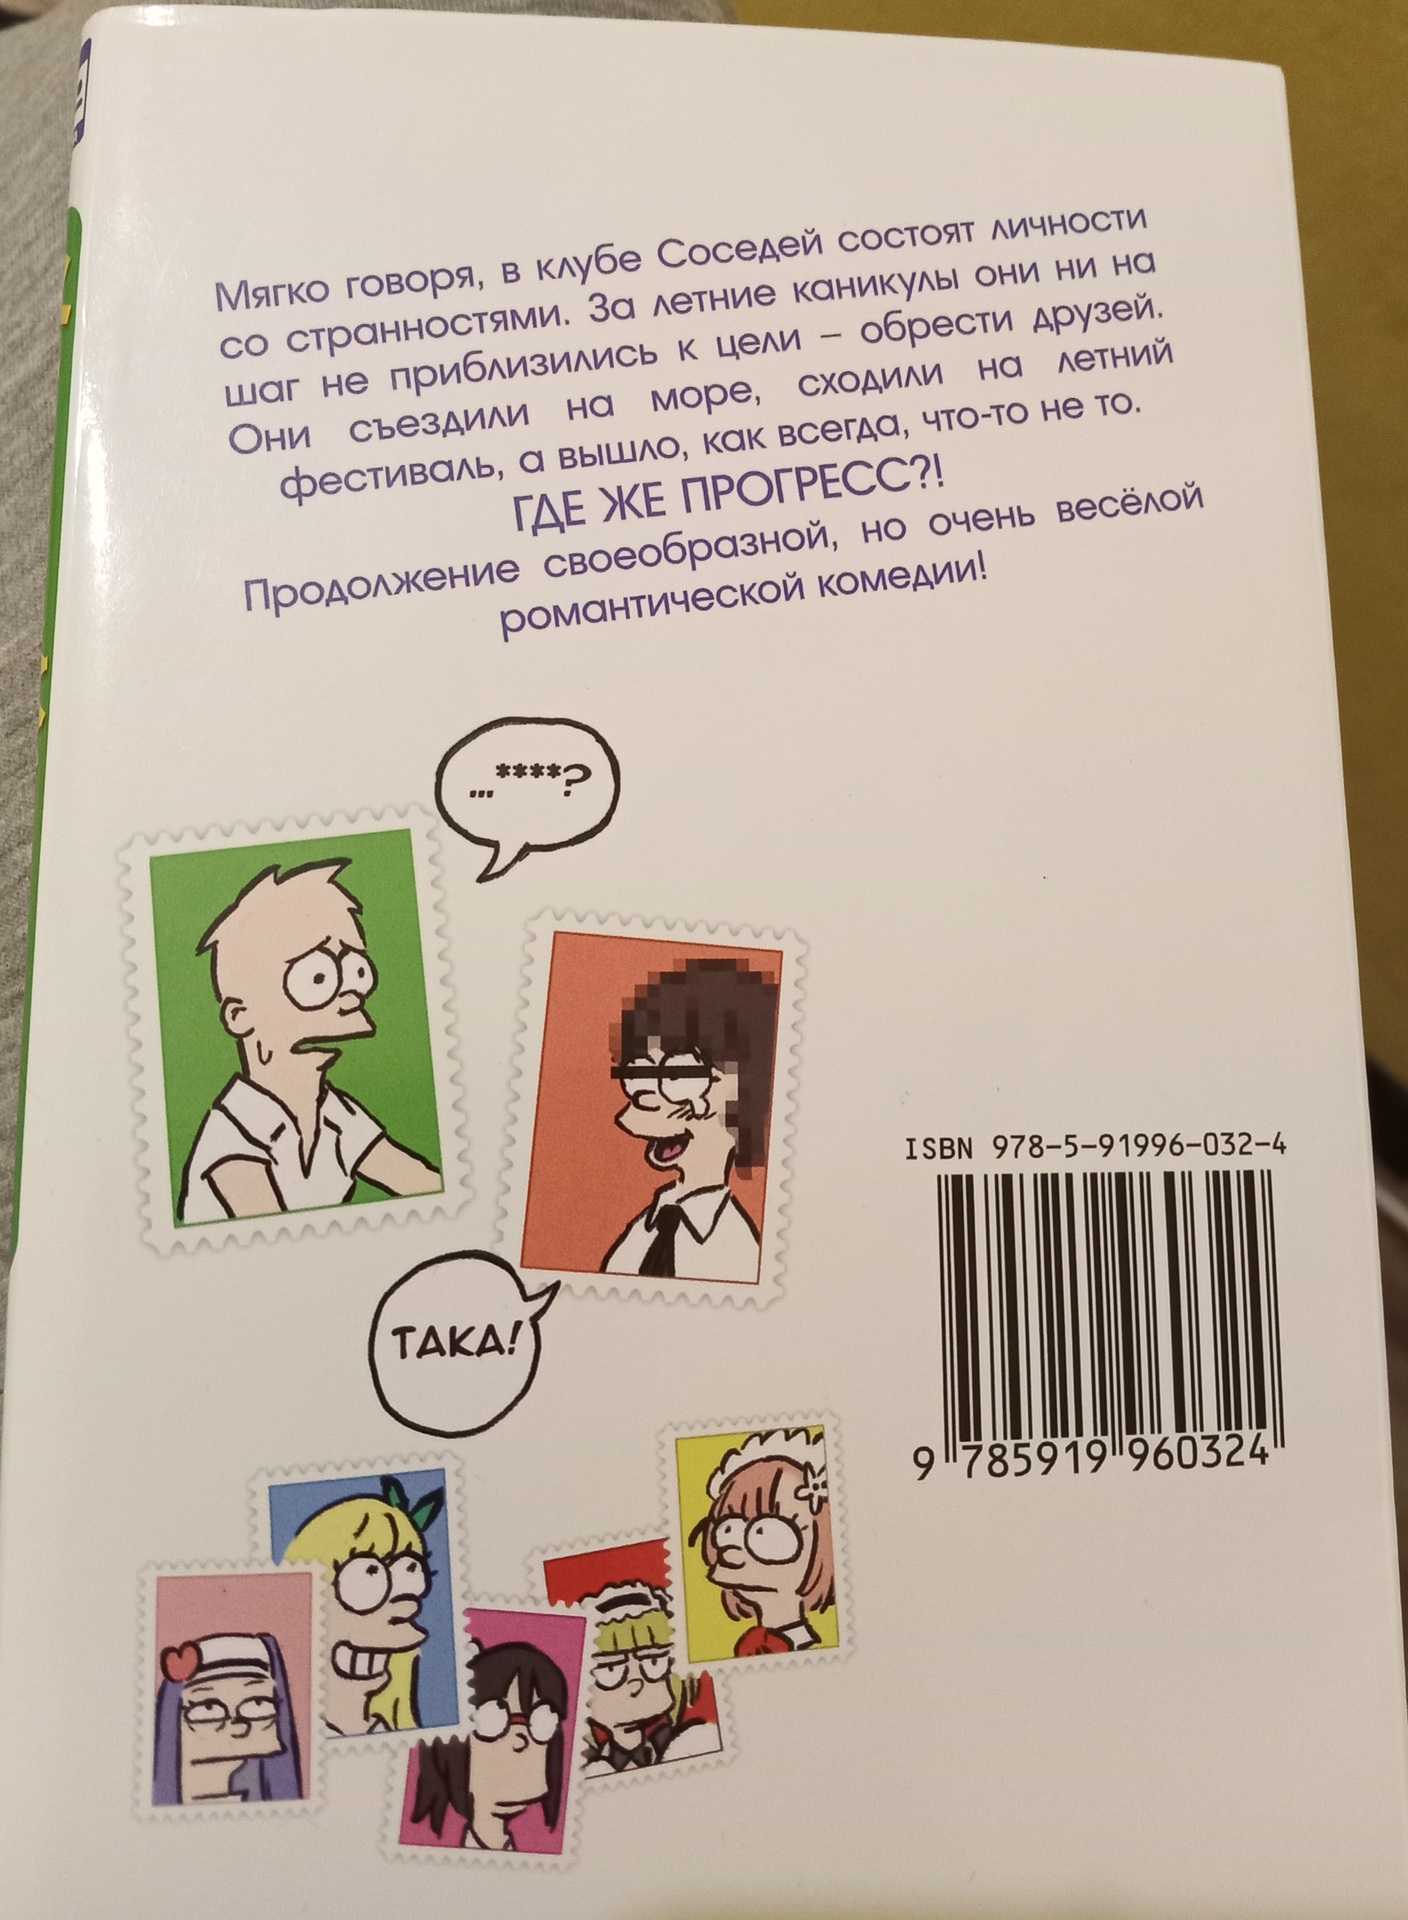 Мягко говоря, в клубе Соседей состоят личности
со странностями. За летние каникулы они ни на
шаг не приблизились к цели – обрести друзей.
Они съездили на море, сходили на летний
фестиваль, а вышло, как всегда, что-то не то.
ГДЕ ЖЕ ПРОГРЕСС?!
Продолжение своеобразной, но очень весёлой
романтической комедии!
...****?
ТАКА!
ISBN 978-5-91996-032-4
9 785919 960324